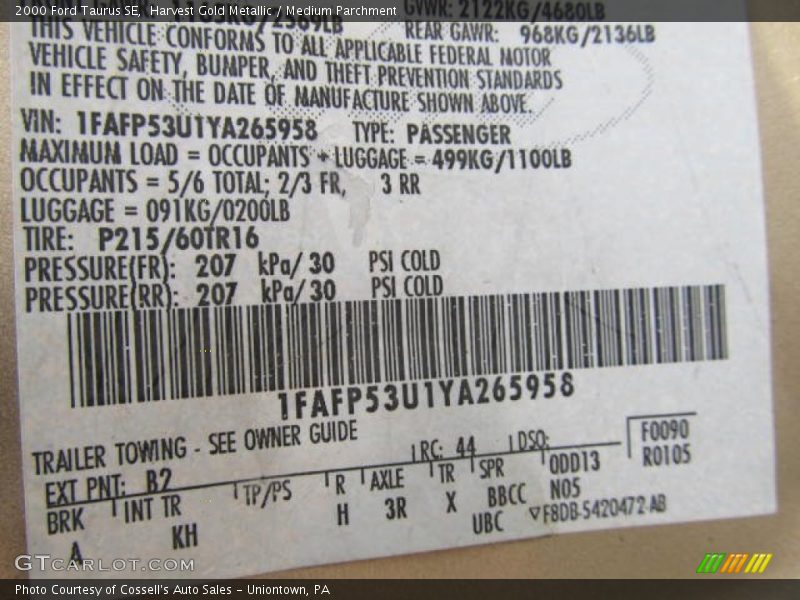 2000 Ford Taurus SE, Harvest Gold Metallic / Medium Parchment
GVWR: 2122KG/4680LB
REAR GAWR: 968KG/2136LB
THIS VEHICLE CONFORMS TO ALL APPLICABLE FEDERAL MOTOR
VEHICLE SAFETY, BUMPER, AND THEFT PREVENTION STANDARDS
IN EFFECT ON THE DATE OF MANUFACTURE SHOWN ABOVE.
VIN: 1FAFP53U1YA265958 TYPE: PASSENGER
MAXIMUM LOAD = OCCUPANTS + LUGGAGE = 499KG/1100LB
OCCUPANTS = 5/6 TOTAL; 2/3 FR, 3 RR
LUGGAGE = 091KG/0200LB
TIRE: P215/60TR16
PRESSURE(FR): 207 kPa/ 30 PSI COLD
PRESSURE(RR): 207 kPa/ 30 PSI COLD
1FAFP53U1YA265958
TRAILER TOWING - SEE OWNER GUIDE
EXT PNT: B2 RC: 44 DSO: F0090
R0105
BRK INT TR TP/PS R AXLE TR SPR 0DD13
A KH H 3R X BBCC N05
UBC ▽F8DB-5420472-AB
GTCARLOT.COM
Photo Courtesy of Cossell's Auto Sales - Uniontown, PA